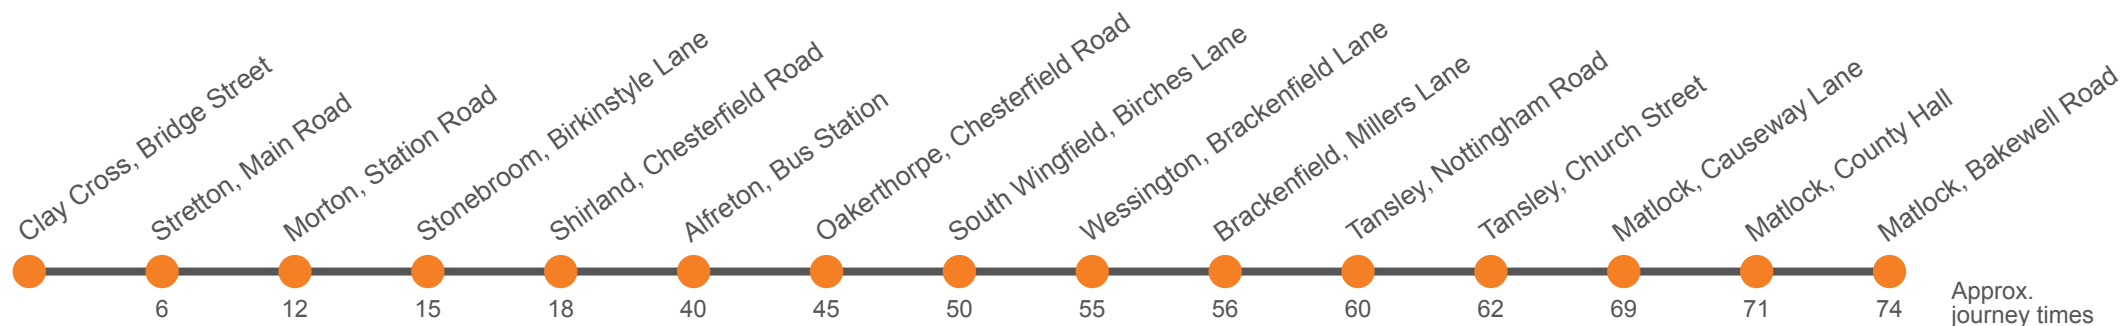 Clay Cross, Bridge Street
Stretton, Main Road
Morton, Station Road
Stonebroom, Birkinstyle Lane
Shirland, Chesterfield Road
Alfreton, Bus Station
Oakerthorpe, Chesterfield Road
South Wingfield, Birches Lane
Wessington, Brackenfield Lane
Brackenfield, Millers Lane
Tansley, Nottingham Road
Tansley, Church Street
Matlock, Causeway Lane
Matlock, County Hall
Matlock, Bakewell Road
6 12 15 18 40 45 50 55 56 60 62 69 71 74
Approx.
journey times